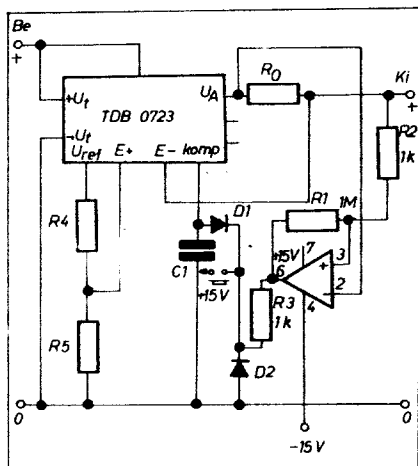 Be
+
Ki
+
+Ut
-Ut
TDB 0723
UA
Uref
E+
E-
komp
R0
R2
1k
R1
1M
R4
D1
C1
+15V
+15V
7
6
3
+
2
-
4
R3
1k
R5
D2
0
-15V
0